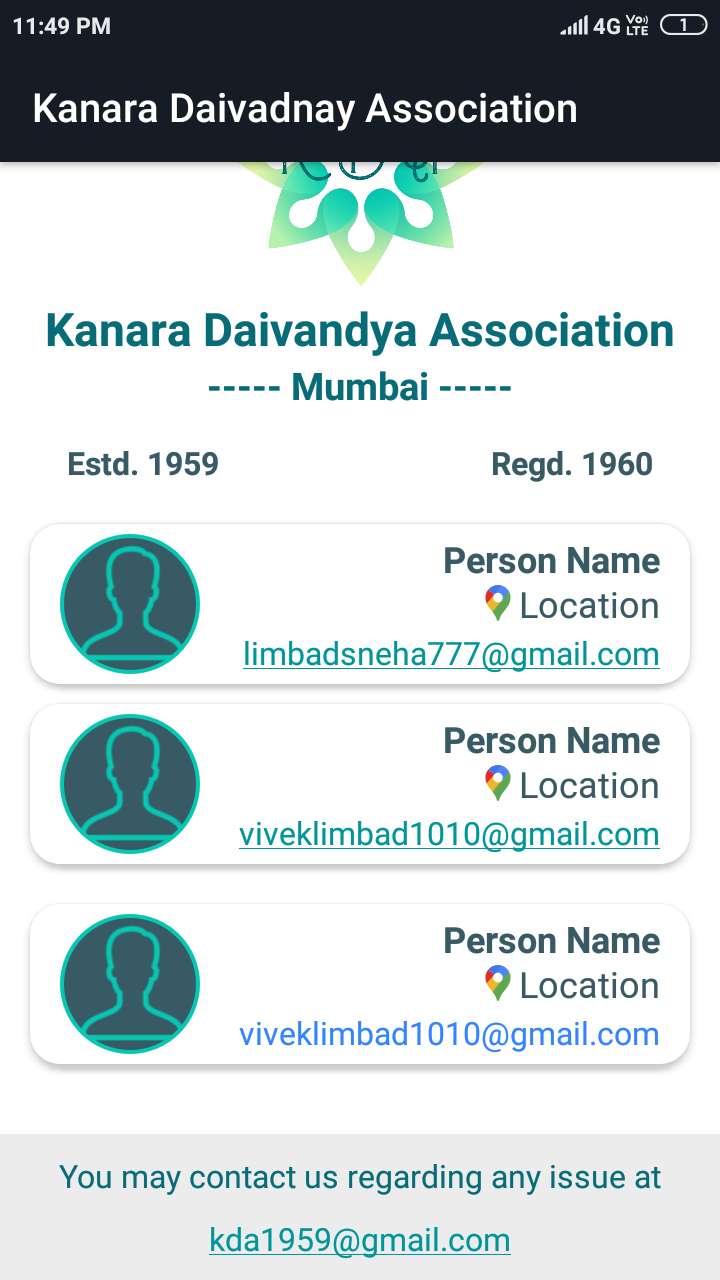 11:49 PM
4G Vo)) LTE 1
Kanara Daivadnay Association
Kanara Daivandya Association
----- Mumbai -----
Estd. 1959 Regd. 1960
Person Name
Location
limbadsneha777@gmail.com
Person Name
Location
viveklimbad1010@gmail.com
Person Name
Location
viveklimbad1010@gmail.com
You may contact us regarding any issue at
kda1959@gmail.com